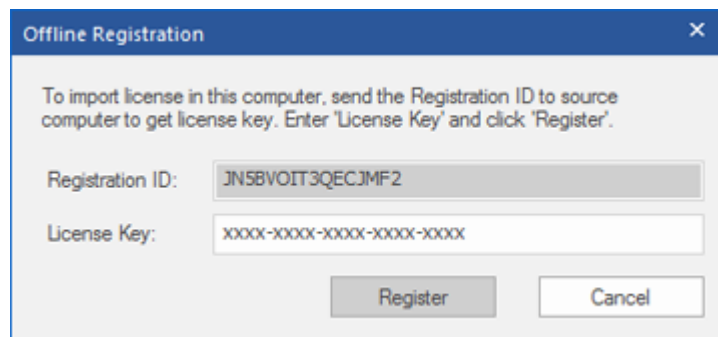 Offline Registration
To import license in this computer, send the Registration ID to source
computer to get license key. Enter 'License Key' and click 'Register'.
Registration ID: JN5BVOIT3QECJMF2
License Key: xxxx-xxxx-xxxx-xxxx-xxxx
Register Cancel